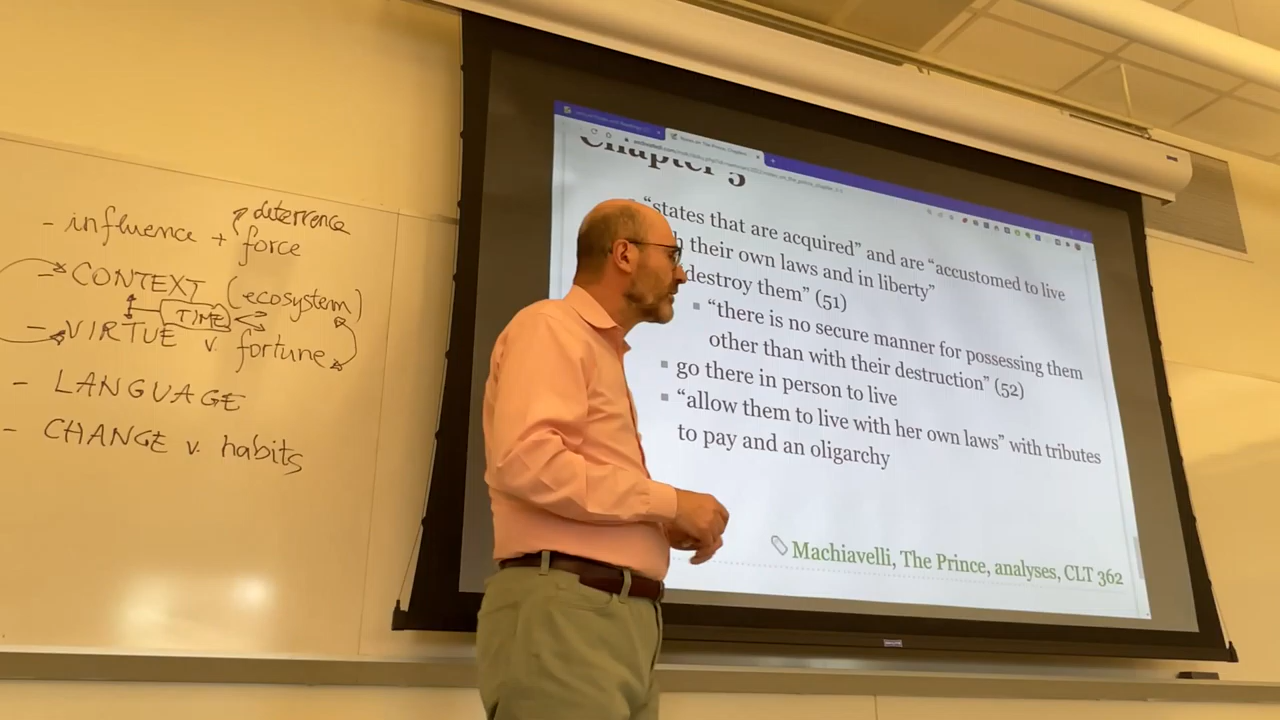 - influence + force
deterrence
- CONTEXT (ecosystem)
TIME
- VIRTUE v. fortune
- LANGUAGE
- CHANGE v. habits
Chapter 5
"states that are acquired" and are "accustomed to live
their own laws and in liberty"
destroy them" (51)
"there is no secure manner for possessing them
other than with their destruction" (52)
go there in person to live
"allow them to live with her own laws" with tributes
to pay and an oligarchy
Machiavelli, The Prince, analyses, CLT 362